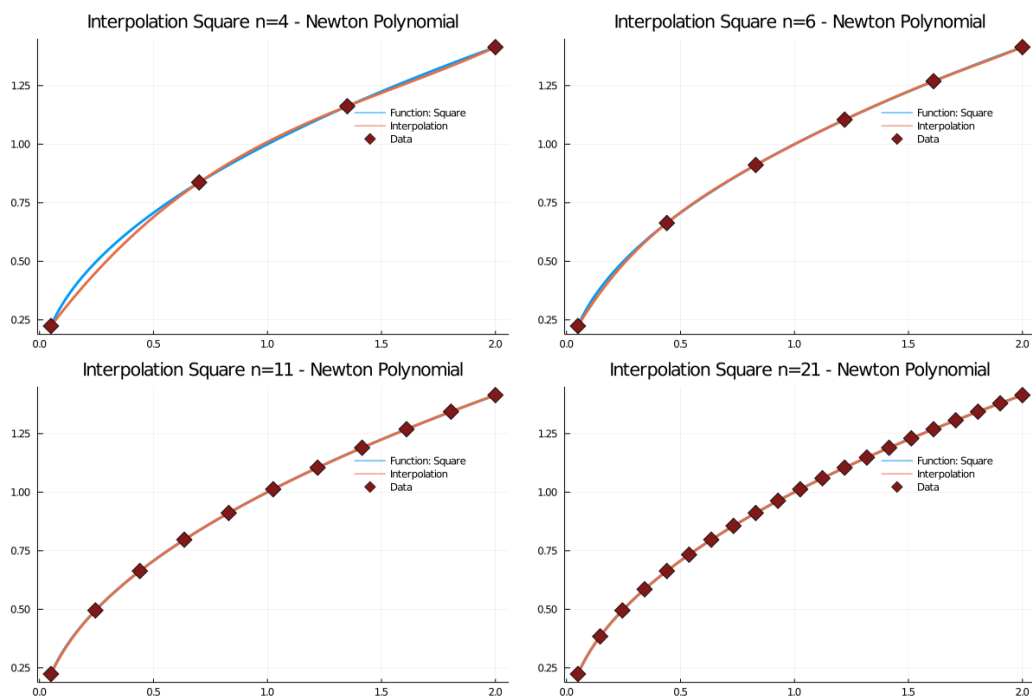 Interpolation Square n=4 - Newton Polynomial
1.25
1.00
0.75
0.50
0.25
0.0
0.5
1.0
1.5
2.0
Function: Square
Interpolation
Data
Interpolation Square n=6 - Newton Polynomial
1.25
1.00
0.75
0.50
0.25
0.0
0.5
1.0
1.5
2.0
Function: Square
Interpolation
Data
Interpolation Square n=11 - Newton Polynomial
1.25
1.00
0.75
0.50
0.25
0.0
0.5
1.0
1.5
2.0
Function: Square
Interpolation
Data
Interpolation Square n=21 - Newton Polynomial
1.25
1.00
0.75
0.50
0.25
0.0
0.5
1.0
1.5
2.0
Function: Square
Interpolation
Data